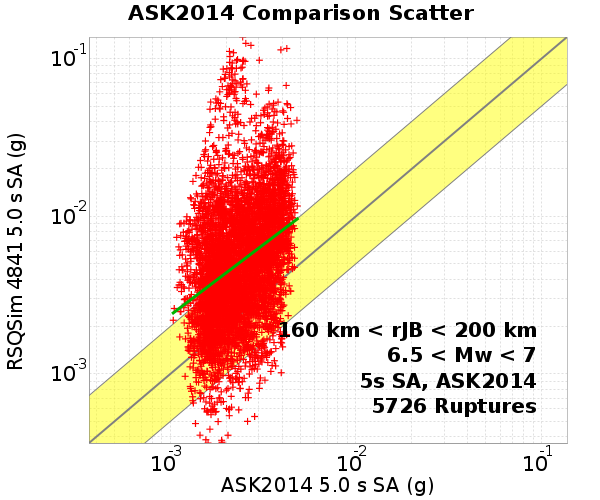 ASK2014 Comparison Scatter
RSQSim 4841 5.0 s SA (g)
10-1
10-2
10-3
160 km < rJB < 200 km
6.5 < Mw < 7
5s SA, ASK2014
5726 Ruptures
10-3 10-2 10-1
ASK2014 5.0 s SA (g)